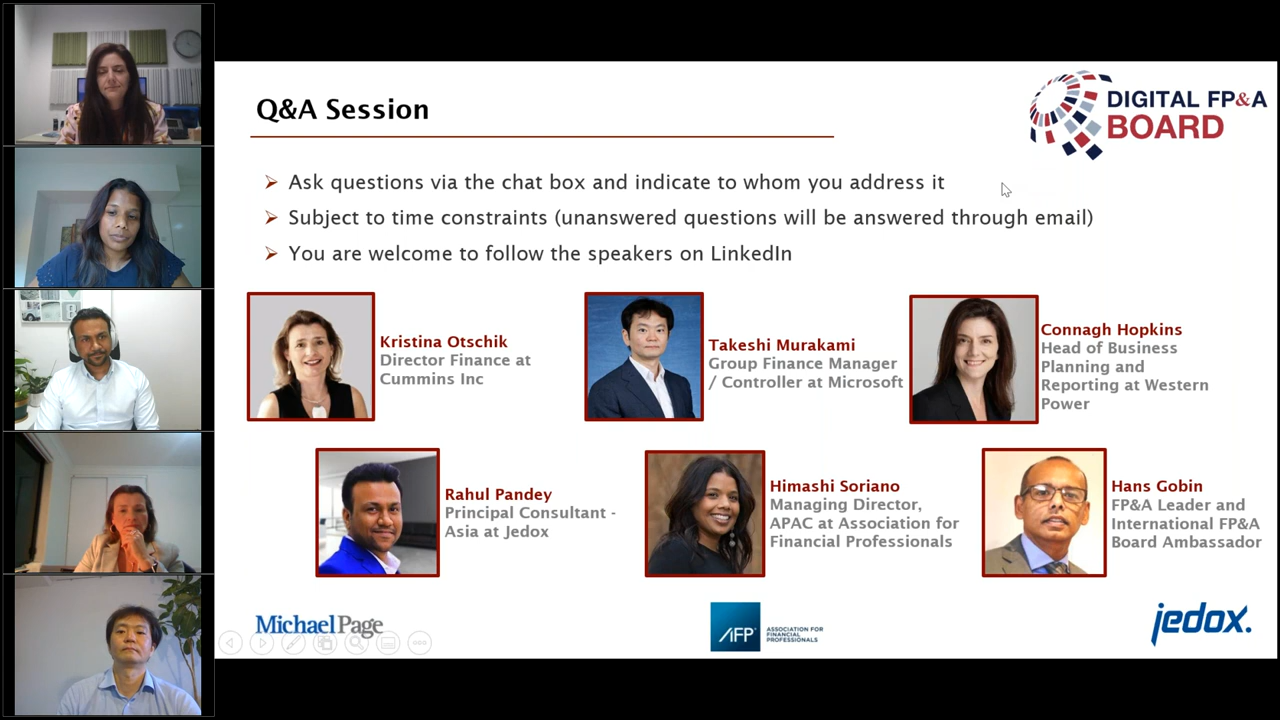 Q&A Session
DIGITAL FP&A
BOARD
Ask questions via the chat box and indicate to whom you address it
Subject to time constraints (unanswered questions will be answered through email)
You are welcome to follow the speakers on LinkedIn
Kristina Otschik
Director Finance at
Cummins Inc
Takeshi Murakami
Group Finance Manager
/ Controller at Microsoft
Connagh Hopkins
Head of Business
Planning and
Reporting at Western
Power
Rahul Pandey
Principal Consultant -
Asia at Jedox
Himashi Soriano
Managing Director,
APAC at Association for
Financial Professionals
Hans Gobin
FP&A Leader and
International FP&A
Board Ambassador
MichaelPage
AFP
ASSOCIATION FOR
FINANCIAL
PROFESSIONALS
jedox.